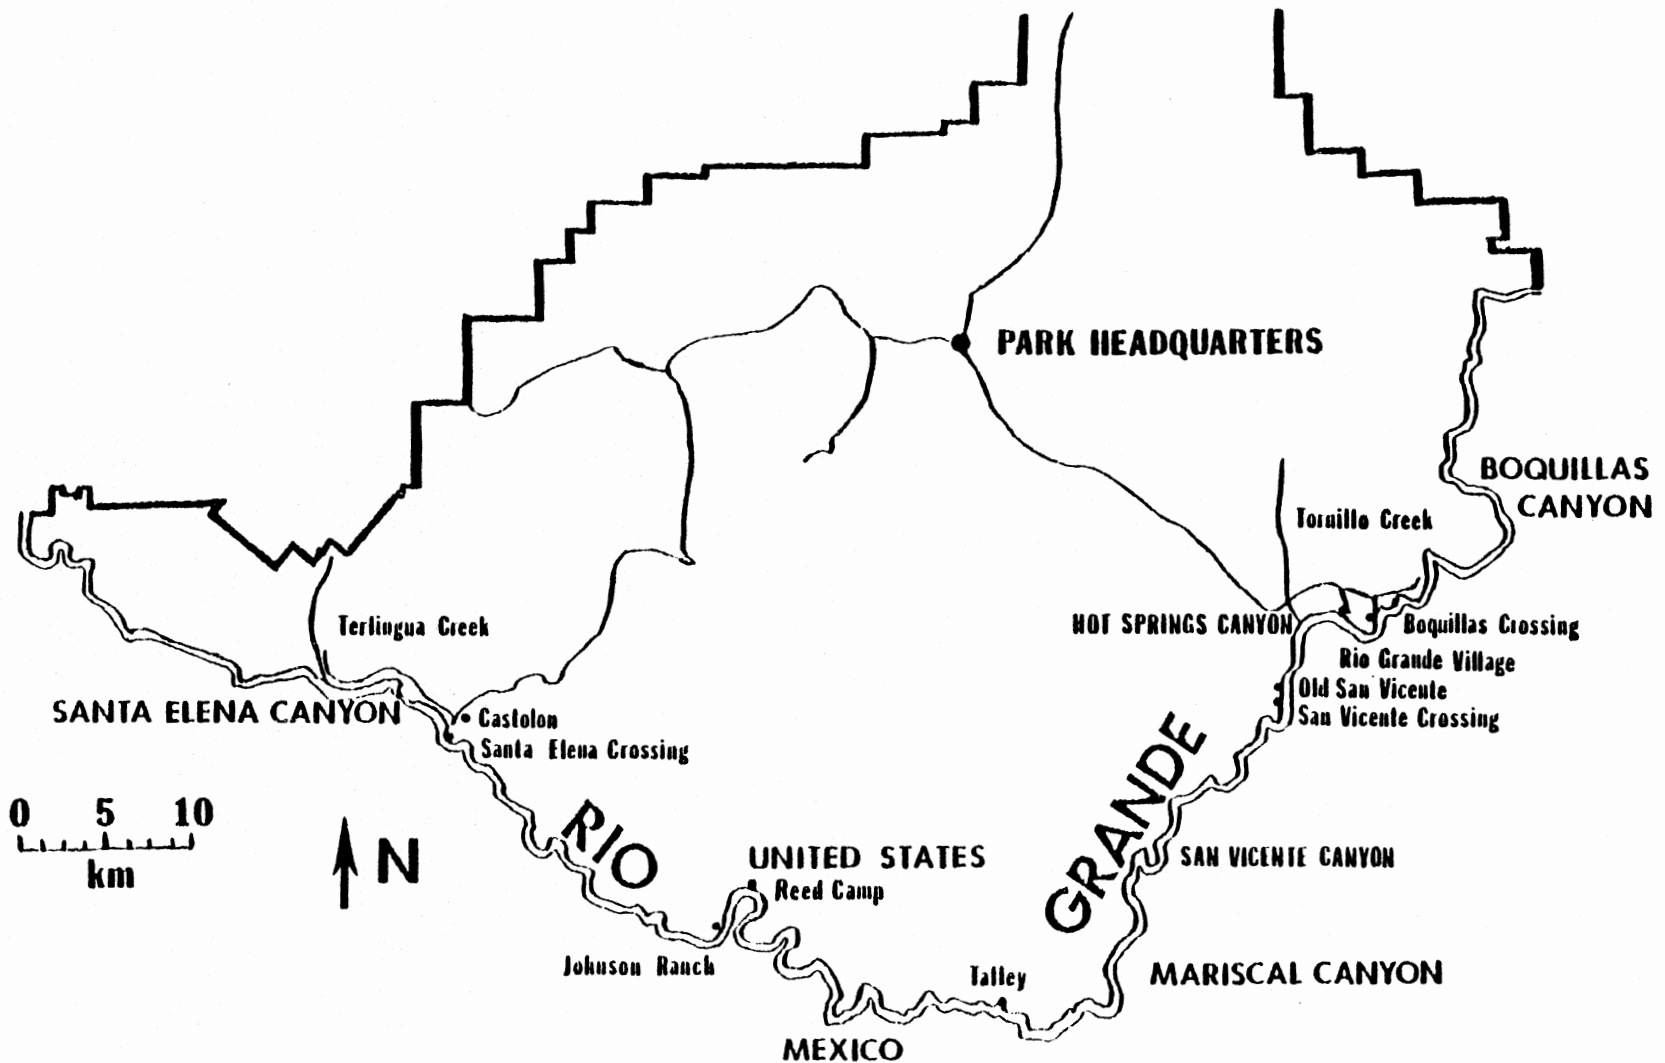 PARK HEADQUARTERS
BOQUILLAS
CANYON
Tornillo Creek
Terlingua Creek
HOT SPRINGS CANYON
Boquillas Crossing
Rio Grande Village
Old San Vicente
San Vicente Crossing
SANTA ELENA CANYON
Castolon
Santa Elena Crossing
0 5 10
km
N
RIO
GRANDE
UNITED STATES
Reed Camp
SAN VICENTE CANYON
Johnson Ranch
Talley
MARISCAL CANYON
MEXICO